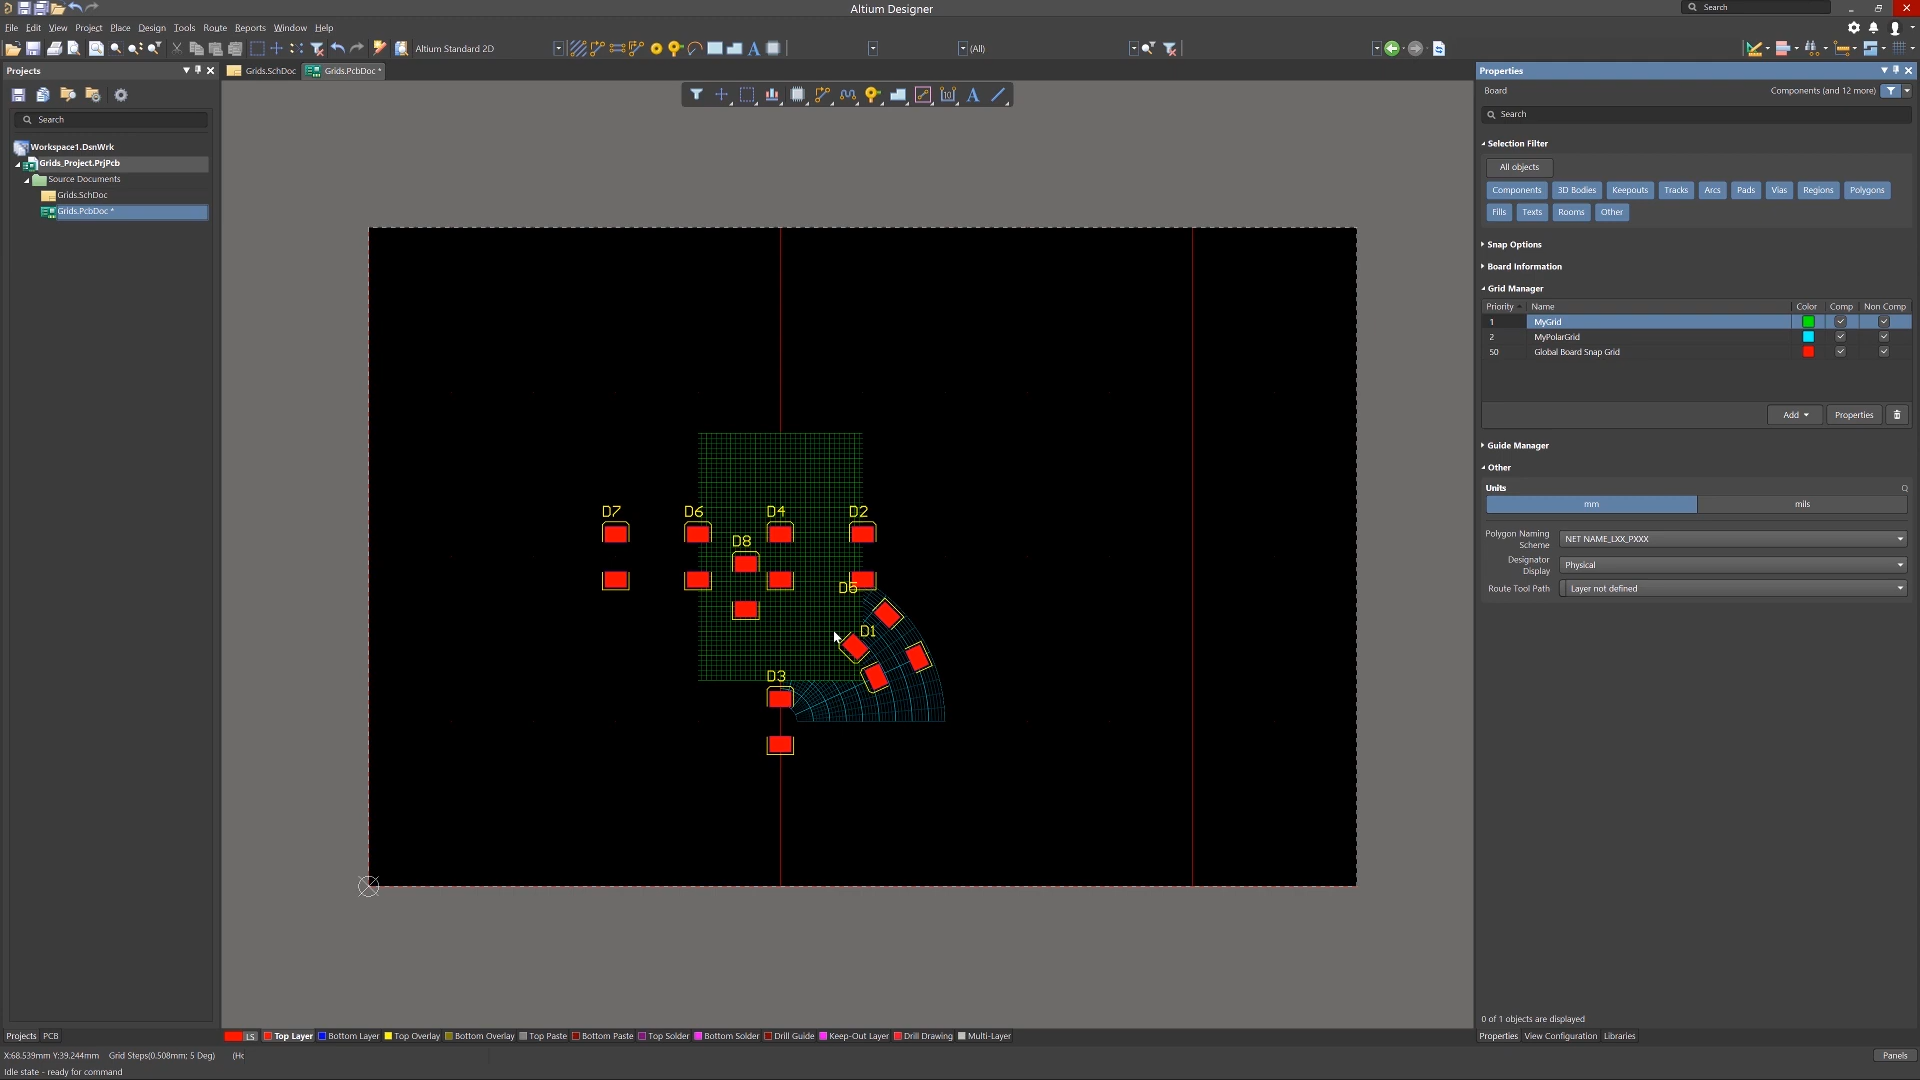 Altium Designer
Search
File Edit View Project Place Design Tools Route Reports Window Help
Altium Standard 2D
(All)
Projects
Grids.SchDoc
Grids.PcbDoc *
Search
Workspace1.DsnWrk
Grids_Project.PrjPcb
Source Documents
Grids.SchDoc
Grids.PcbDoc *
D7
D6
D4
D2
D8
D5
D1
D3
Properties
Board
Components (and 12 more)
Search
Selection Filter
All objects
Components 3D Bodies Keepouts Tracks Arcs Pads Vias Regions Polygons
Fills Texts Rooms Other
Snap Options
Board Information
Grid Manager
Priority Name Color Comp Non Comp
1 MyGrid
2 MyPolarGrid
50 Global Board Snap Grid
Add Properties
Guide Manager
Other
Units
mm mils
Polygon Naming Scheme NET NAME_LXX_PXXX
Designator Display Physical
Route Tool Path Layer not defined
0 of 1 objects are displayed
Projects PCB
LS Top Layer Bottom Layer Top Overlay Bottom Overlay Top Paste Bottom Paste Top Solder Bottom Solder Drill Guide Keep-Out Layer Drill Drawing Multi-Layer
Properties View Configuration Libraries
X:68.539mm Y:39.244mm Grid Steps(0.508mm; 5 Deg) (Hc
Panels
Idle state - ready for command